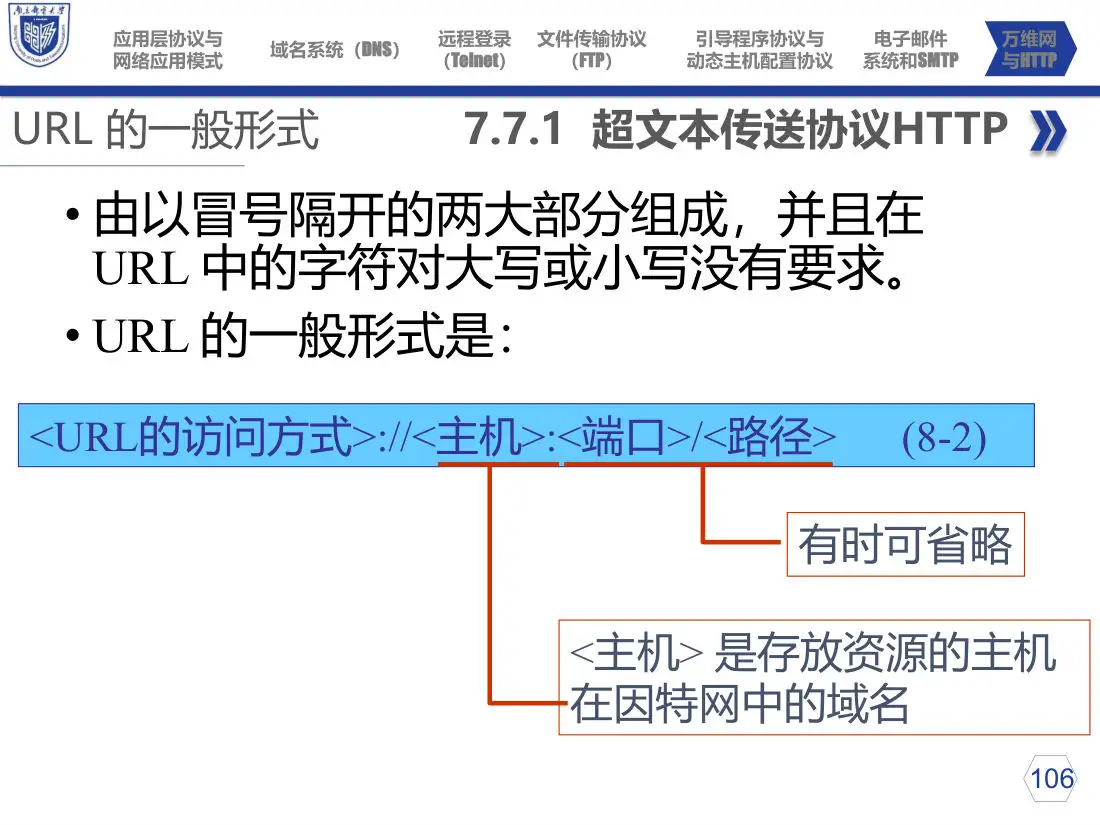 南京邮电大学
应用层协议与
网络应用模式
域名系统（DNS）
远程登录
（Telnet）
文件传输协议
（FTP）
引导程序协议与
动态主机配置协议
电子邮件
系统和SMTP
万维网
与HTTP
URL 的一般形式
7.7.1 超文本传送协议HTTP
• 由以冒号隔开的两大部分组成，并且在
URL 中的字符对大写或小写没有要求。
• URL 的一般形式是：
<URL的访问方式>://<主机>:<端口>/<路径> (8-2)
有时可省略
<主机> 是存放资源的主机
在因特网中的域名
106